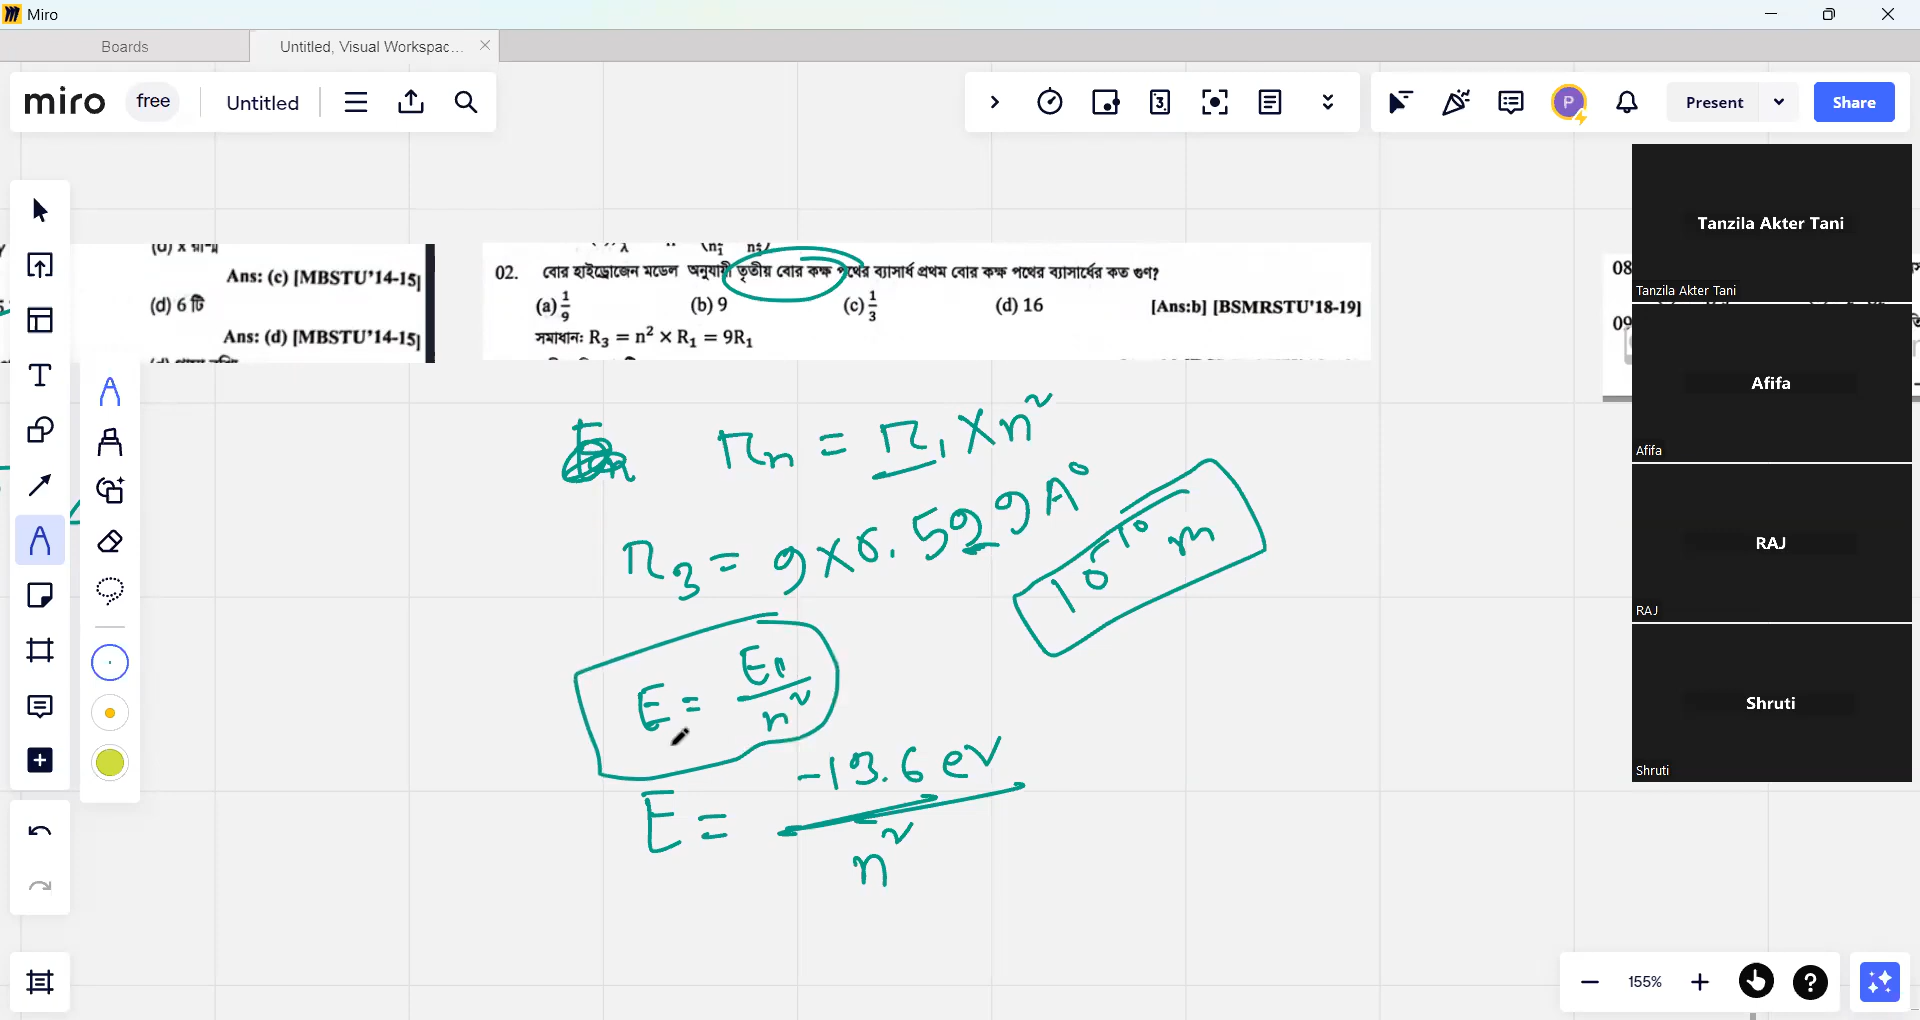 Miro
Boards
Untitled, Visual Workspac...
miro
free
Untitled
Present
Share
Ans: (c) [MBSTU'14-15]
(d) 6 টি
Ans: (d) [MBSTU'14-15]
02. বোর হাইড্রোজেন মডেল অনুযায়ী তৃতীয় বোর কক্ষ পথের ব্যাসার্ধ প্রথম বোর কক্ষ পথের ব্যাসার্ধের কত গুণ?
(a) 1/9 (b) 9 (c) 1/3 (d) 16 [Ans:b] [BSMRSTU'18-19]
সমাধান: R₃ = n² × R₁ = 9R₁
08
09
rₙ = r₁ × n²
r₃ = 9 × 0.529 A°
10⁻¹⁰ m
E = E₁/n²
E = -13.6 eV/n²
Tanzila Akter Tani
Tanzila Akter Tani
Afifa
Afifa
RAJ
RAJ
Shruti
Shruti
155%